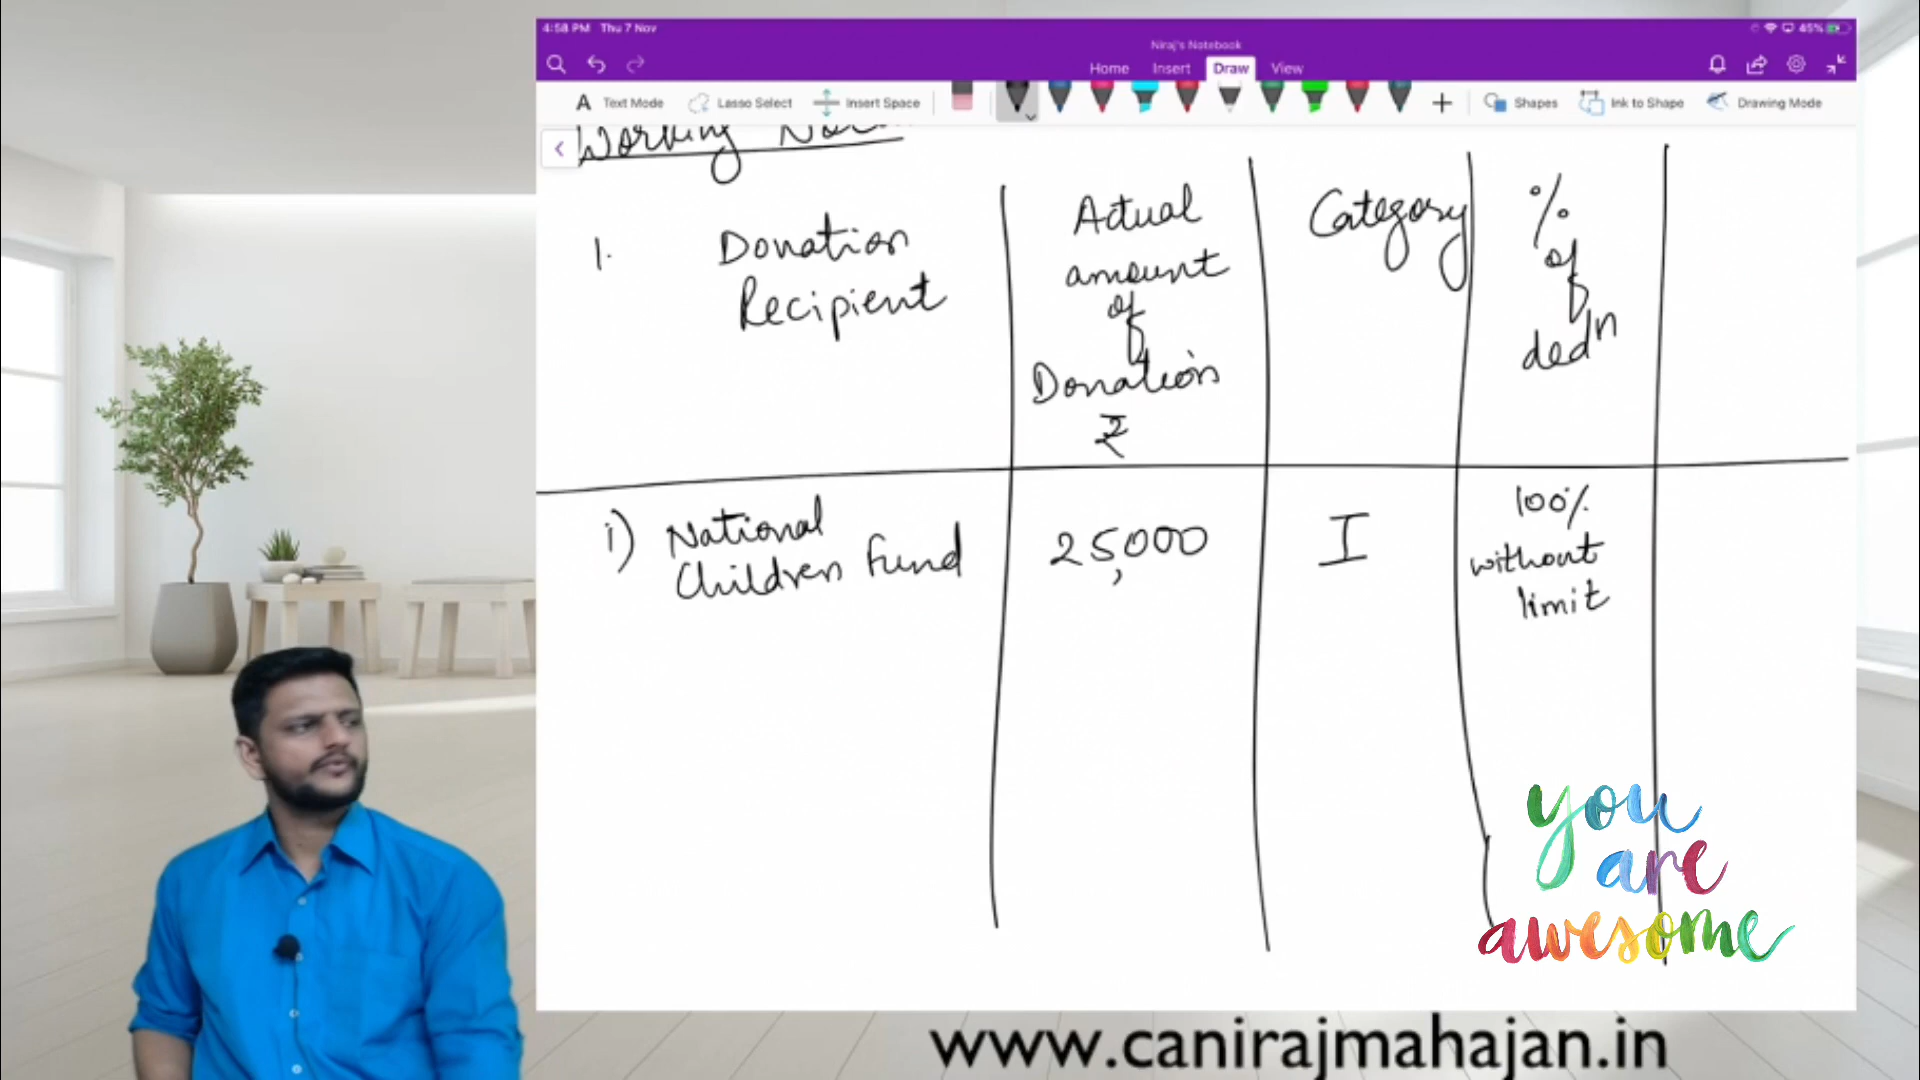 4:58 PM Thu 7 Nov
45%
Niraj's Notebook
Home Insert Draw View
Text Mode Lasso Select Insert Space Shapes Ink to Shape Drawing Mode
Working
1. Donation Recipient
Actual
amount
of
Donation
₹
Category
%
of
dedn
i) National
Children Fund
25,000
I
100%
without
limit
you
are
awesome
www.canirajmahajan.in